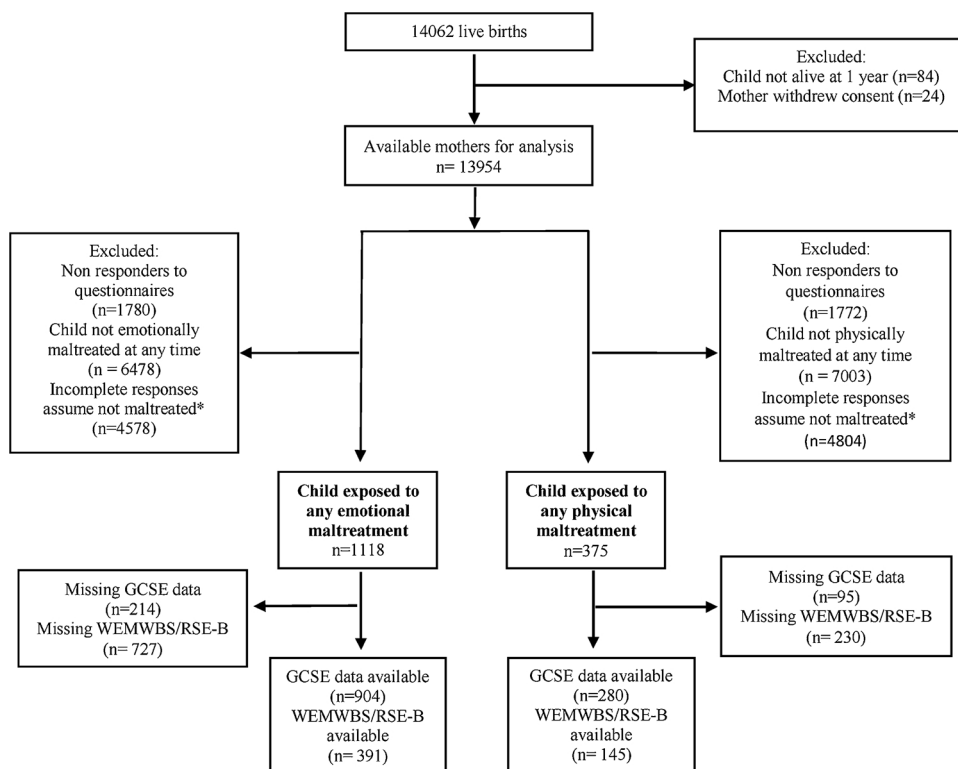 14062 live births
Excluded:
Child not alive at 1 year (n=84)
Mother withdrew consent (n=24)
Available mothers for analysis
n= 13954
Excluded:
Non responders to
questionnaires
(n=1780)
Child not emotionally
maltreated at any time
(n = 6478)
Incomplete responses
assume not maltreated*
(n=4578)
Excluded:
Non responders to
questionnaires
(n=1772)
Child not physically
maltreated at any time
(n = 7003)
Incomplete responses
assume not maltreated*
(n=4804)
Child exposed to
any emotional
maltreatment
n=1118
Child exposed to
any physical
maltreatment
n=375
Missing GCSE data
(n=214)
Missing WEMWBS/RSE-B
(n= 727)
Missing GCSE data
(n=95)
Missing WEMWBS/RSE-B
(n= 230)
GCSE data available
(n=904)
WEMWBS/RSE-B
available
(n= 391)
GCSE data available
(n=280)
WEMWBS/RSE-B
available
(n= 145)